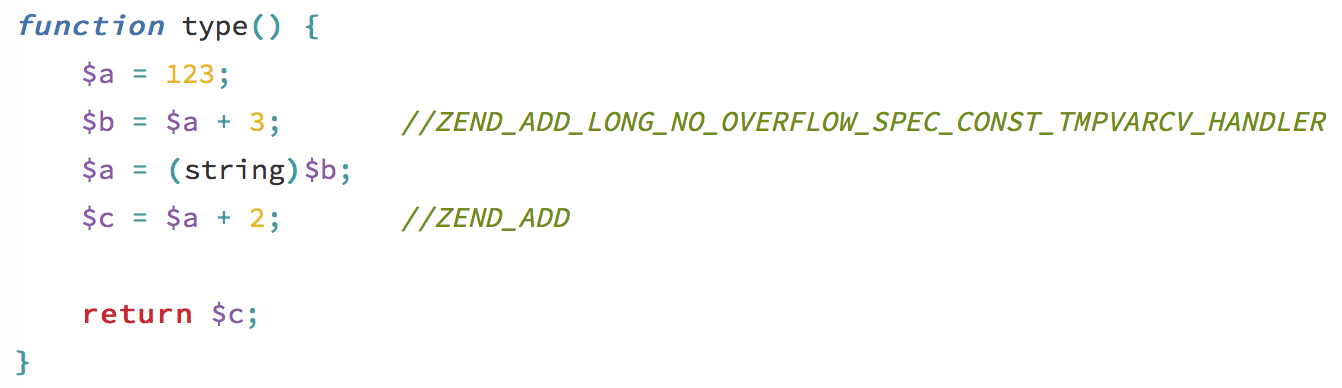 function type() {
$a = 123;
$b = $a + 3; //ZEND_ADD_LONG_NO_OVERFLOW_SPEC_CONST_TMPVARCV_HANDLER
$a = (string)$b;
$c = $a + 2; //ZEND_ADD
return $c;
}